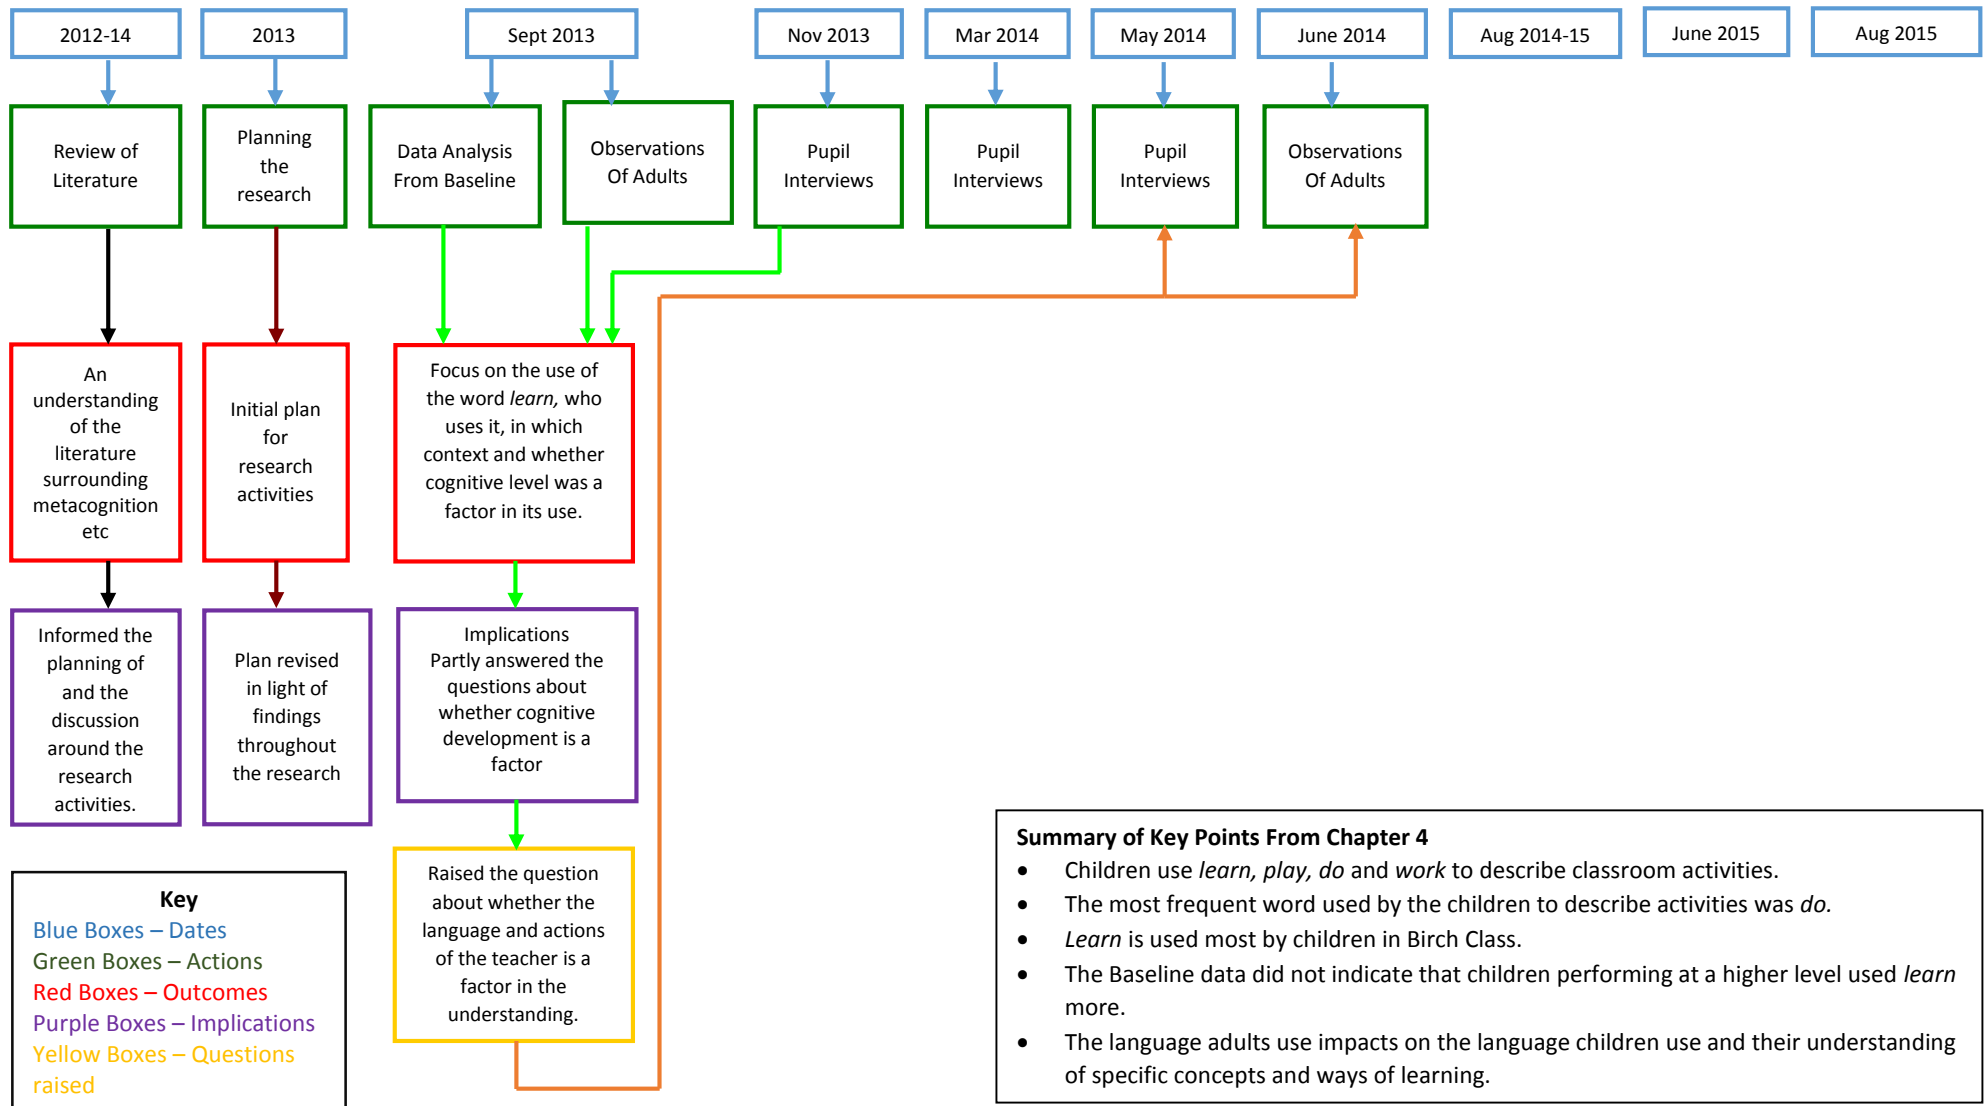 2012-14
2013
Sept 2013
Nov 2013
Mar 2014
May 2014
June 2014
Aug 2014-15
June 2015
Aug 2015
Review of
Literature
Planning
the
research
Data Analysis
From Baseline
Observations
Of Adults
Pupil
Interviews
Pupil
Interviews
Pupil
Interviews
Observations
Of Adults
An
understanding
of the
literature
surrounding
metacognition
etc
Initial plan
for
research
activities
Focus on the use of
the word learn, who
uses it, in which
context and whether
cognitive level was a
factor in its use.
Informed the
planning of
and the
discussion
around the
research
activities.
Plan revised
in light of
findings
throughout
the research
Implications
Partly answered the
questions about
whether cognitive
development is a
factor
Raised the question
about whether the
language and actions
of the teacher is a
factor in the
understanding.
Key
Blue Boxes – Dates
Green Boxes – Actions
Red Boxes – Outcomes
Purple Boxes – Implications
Yellow Boxes – Questions
raised
Summary of Key Points From Chapter 4
• Children use learn, play, do and work to describe classroom activities.
• The most frequent word used by the children to describe activities was do.
• Learn is used most by children in Birch Class.
• The Baseline data did not indicate that children performing at a higher level used learn
more.
• The language adults use impacts on the language children use and their understanding
of specific concepts and ways of learning.